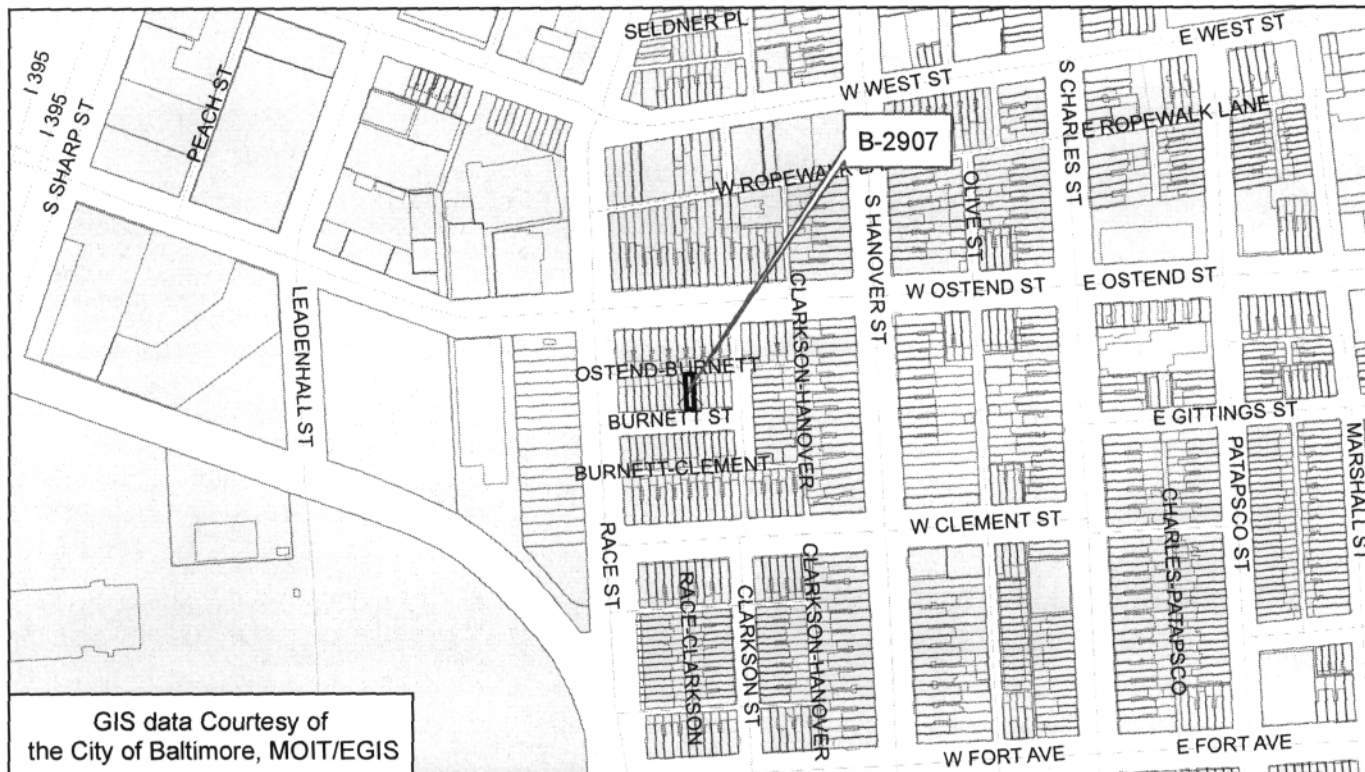 SELDNER PL
E WEST ST
I 395
I 395
S SHARP ST
PEACH ST
W WEST ST
S CHARLES ST
E ROPEWALK LANE
B-2907
W ROPEWALK
OLIVE ST
S HANOVER ST
CLARKSON-HANOVER
W OSTEND ST
E OSTEND ST
LEADENHALL ST
OSTEND-BURNETT
BURNETT ST
E GITTINGS ST
BURNETT-CLEMENT
PATAPSCO ST
MARSHALL ST
W CLEMENT ST
CHARLES-PATAPSCO
RACE ST
RACE-CLARKSON
CLARKSON ST
CLARKSON-HANOVER
W FORT AVE
E FORT AVE
GIS data Courtesy of
the City of Baltimore, MOIT/EGIS